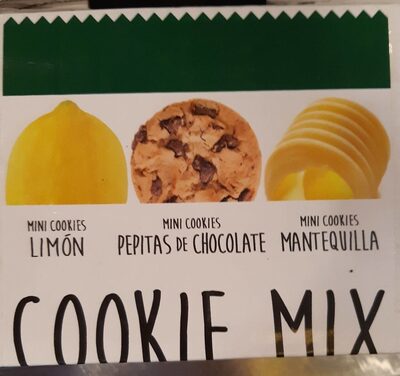 MINI COOKIES MINI COOKIES MINI COOKIES
LIMÓN PEPITAS DE CHOCOLATE MANTEQUILLA
COOKIE MIX